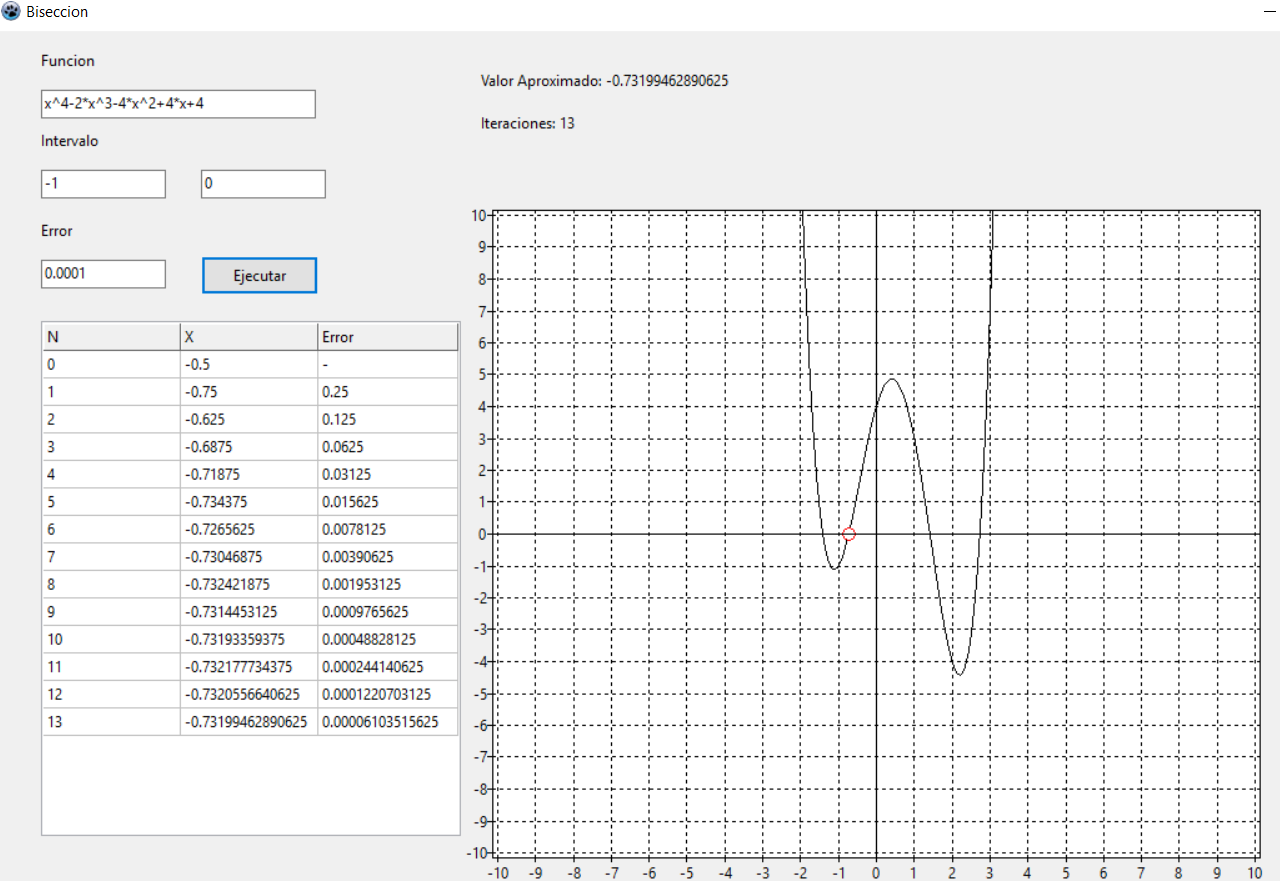 Biseccion
Funcion
x^4-2*x^3-4*x^2+4*x+4
Intervalo
-1 0
Error
0.0001 Ejecutar
N X Error
0 -0.5 -
1 -0.75 0.25
2 -0.625 0.125
3 -0.6875 0.0625
4 -0.71875 0.03125
5 -0.734375 0.015625
6 -0.7265625 0.0078125
7 -0.73046875 0.00390625
8 -0.732421875 0.001953125
9 -0.7314453125 0.0009765625
10 -0.73193359375 0.00048828125
11 -0.732177734375 0.000244140625
12 -0.7320556640625 0.0001220703125
13 -0.73199462890625 0.00006103515625
Valor Aproximado: -0.73199462890625
Iteraciones: 13
10
9
8
7
6
5
4
3
2
1
0
-1
-2
-3
-4
-5
-6
-7
-8
-9
-10
-10 -9 -8 -7 -6 -5 -4 -3 -2 -1 0 1 2 3 4 5 6 7 8 9 10